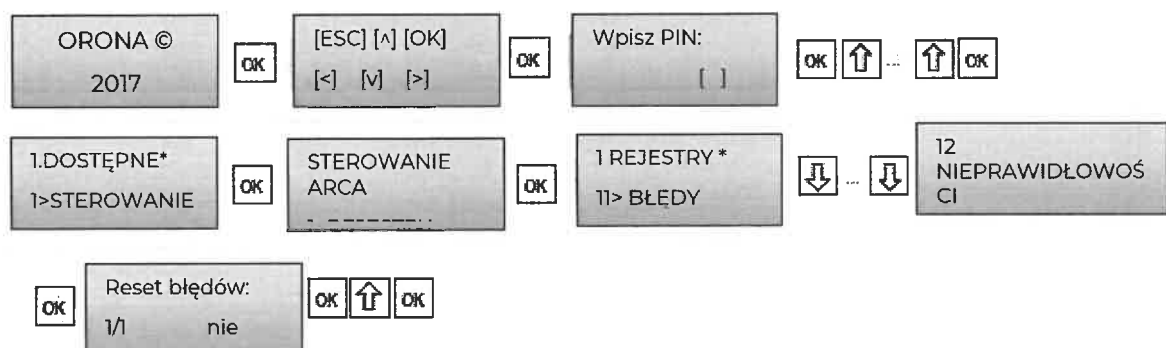 ORONA ©
2017
OK
[ESC] [^] [OK]
[<] [v] [>]
OK
Wpisz PIN:
[ ]
OK ⇧ ... ⇧ OK
1.DOSTĘPNE*
1>STEROWANIE
OK
STEROWANIE
ARCA
OK
1 REJESTRY *
11> BŁĘDY
⇩ ... ⇩
12
NIEPRAWIDŁOWOŚ
CI
OK
Reset błędów:
1/1 nie
OK ⇧ OK